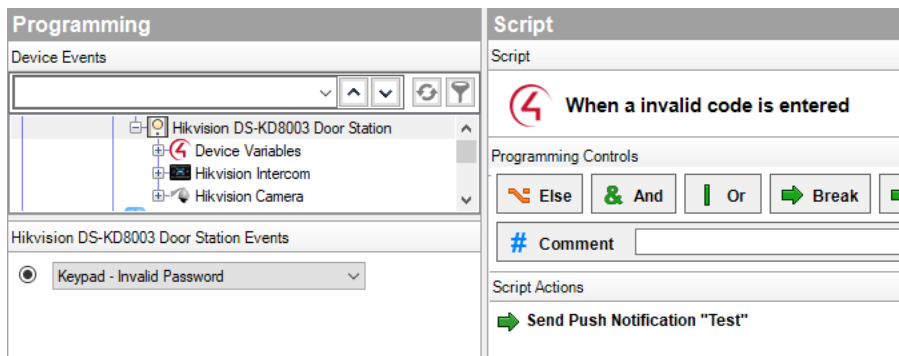 Programming
Device Events
Hikvision DS-KD8003 Door Station
Device Variables
Hikvision Intercom
Hikvision Camera
Hikvision DS-KD8003 Door Station Events
Keypad - Invalid Password
Script
Script
When a invalid code is entered
Programming Controls
Else
And
Or
Break
# Comment
Script Actions
Send Push Notification "Test"